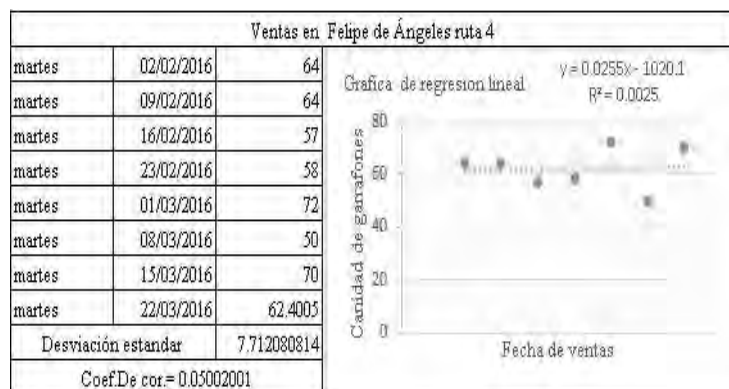 Ventas en Felipe de Ángeles ruta 4
martes 02/02/2016 64
martes 09/02/2016 64
martes 16/02/2016 57
martes 23/02/2016 58
martes 01/03/2016 72
martes 08/03/2016 50
martes 15/03/2016 70
martes 22/03/2016 62.4005
Desviación estandar 7.712080814
Coef.De cor.= 0.05002001
Grafica de regresion lineal
y = 0.0255x - 1020.1
R² = 0.0025
Canidad de garrafones
80
60
40
20
0
Fecha de ventas